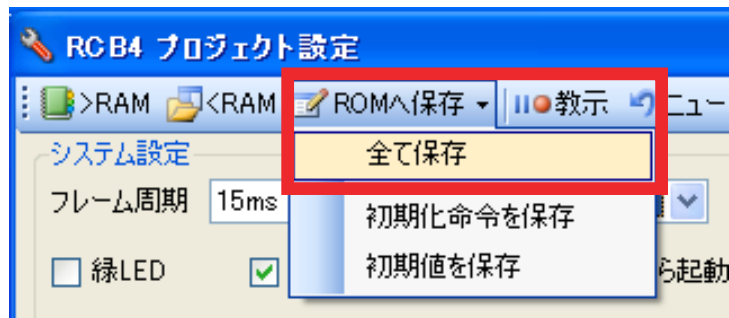 RCB4 プロジェクト設定
>RAM <RAM ROMへ保存 教示 ニュー
システム設定 全て保存
フレーム周期 15ms 初期化命令を保存
緑LED 初期値を保存 ら起動